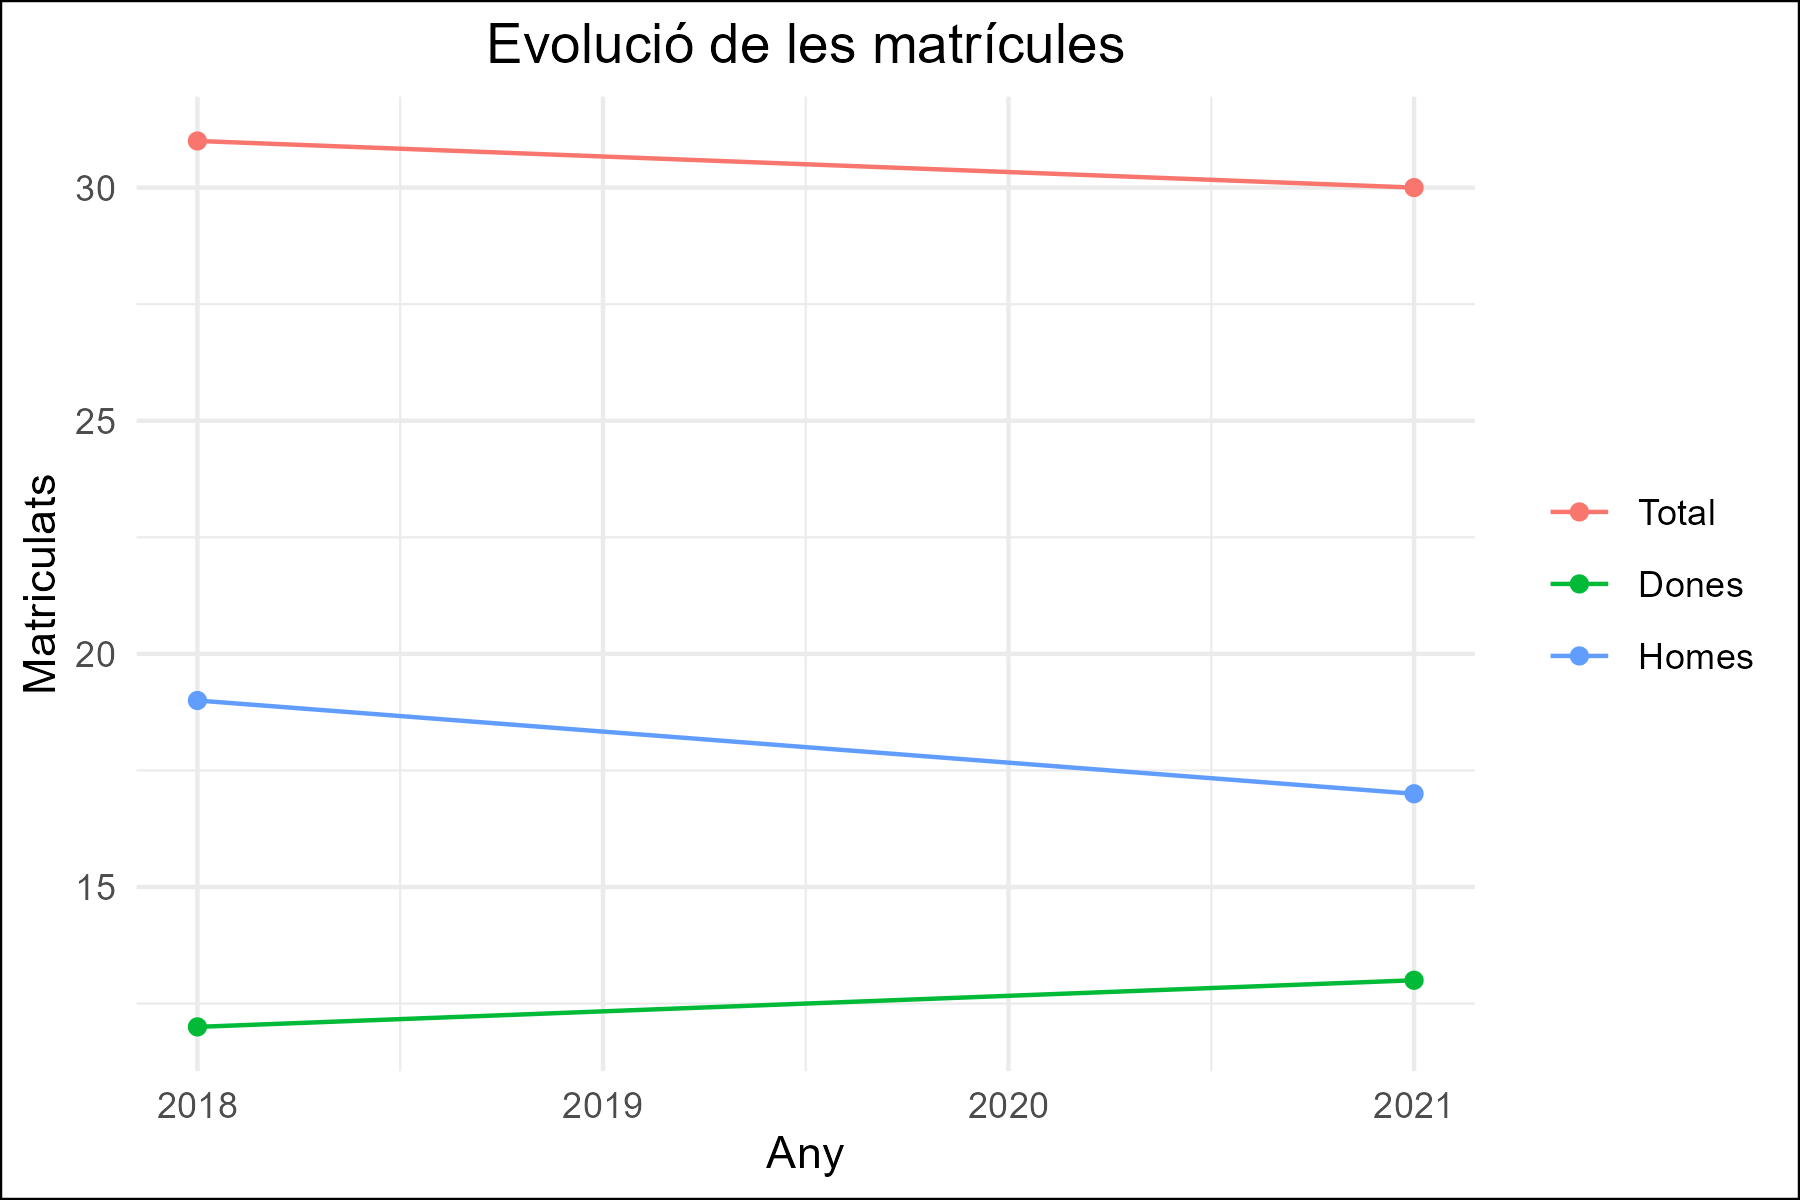 Evolució de les matrícules
30
25
20
15
Matriculats
2018
2019
2020
2021
Any
Total
Dones
Homes